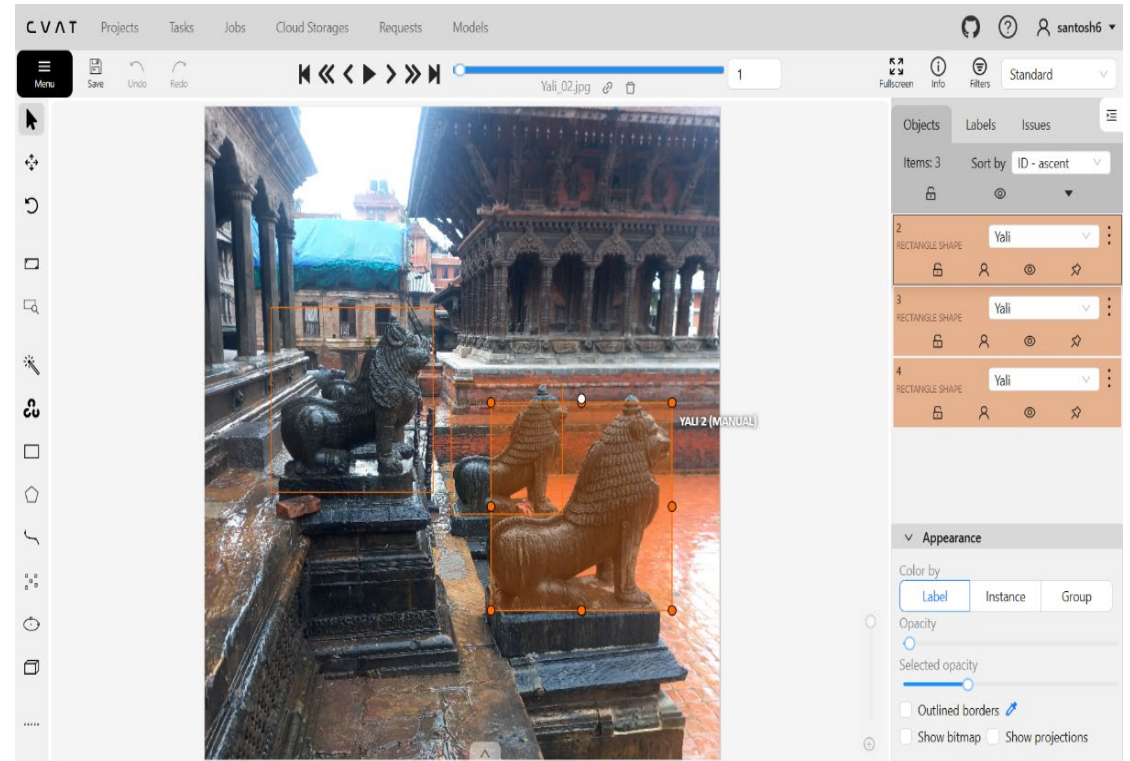 CVAT Projects Tasks Jobs Cloud Storages Requests Models santosh6
Menu Save Undo Redo 1 Fullscreen Info Filters Standard
Yali_02.jpg
Objects Labels Issues
Items: 3 Sort by ID - ascent
2 Yali
RECTANGLE SHAPE
3 Yali
RECTANGLE SHAPE
4 Yali
RECTANGLE SHAPE
YALI 2 (MANUAL)
Appearance
Color by
Label Instance Group
Opacity
Selected opacity
Outlined borders
Show bitmap Show projections